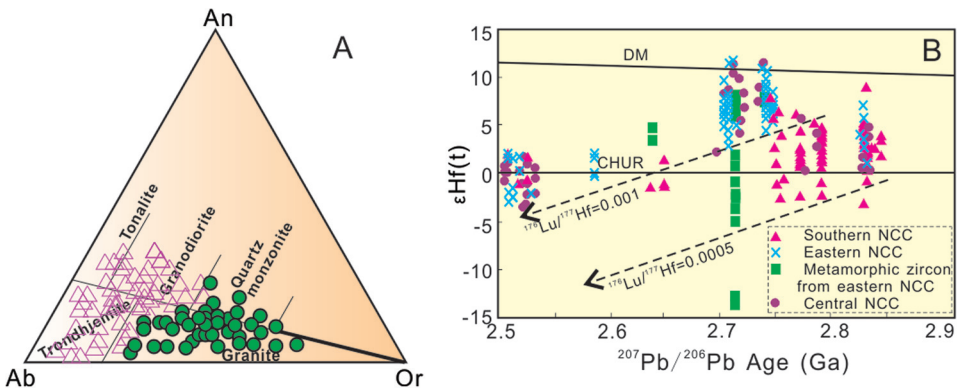 An
A
Tonalite
Granodiorite
Quartz
monzonite
Trondhjemite
Granite
Ab
Or
B
15
10
5
0
-5
-10
-15
εHf(t)
DM
CHUR
¹⁷⁶Lu/¹⁷⁷Hf=0.001
¹⁷⁶Lu/¹⁷⁷Hf=0.0005
Southern NCC
Eastern NCC
Metamorphic zircon
from eastern NCC
Central NCC
2.5
2.6
2.7
2.8
2.9
²⁰⁷Pb/²⁰⁶Pb Age (Ga)